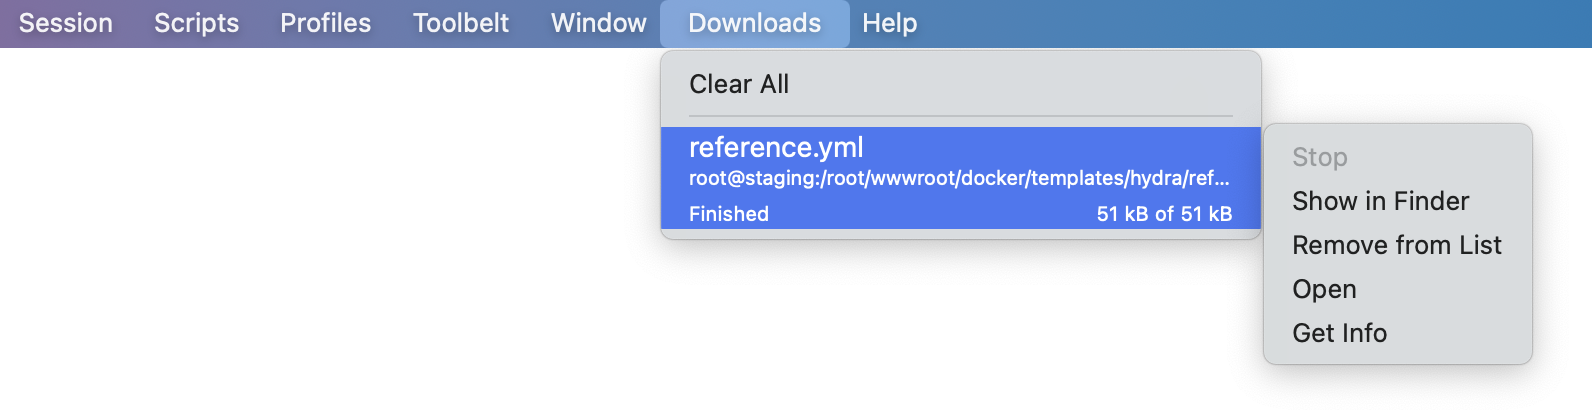 Session Scripts Profiles Toolbelt Window Downloads Help
Clear All
reference.yml
root@staging:/root/wwwroot/docker/templates/hydra/ref...
Finished 51 kB of 51 kB
Stop
Show in Finder
Remove from List
Open
Get Info